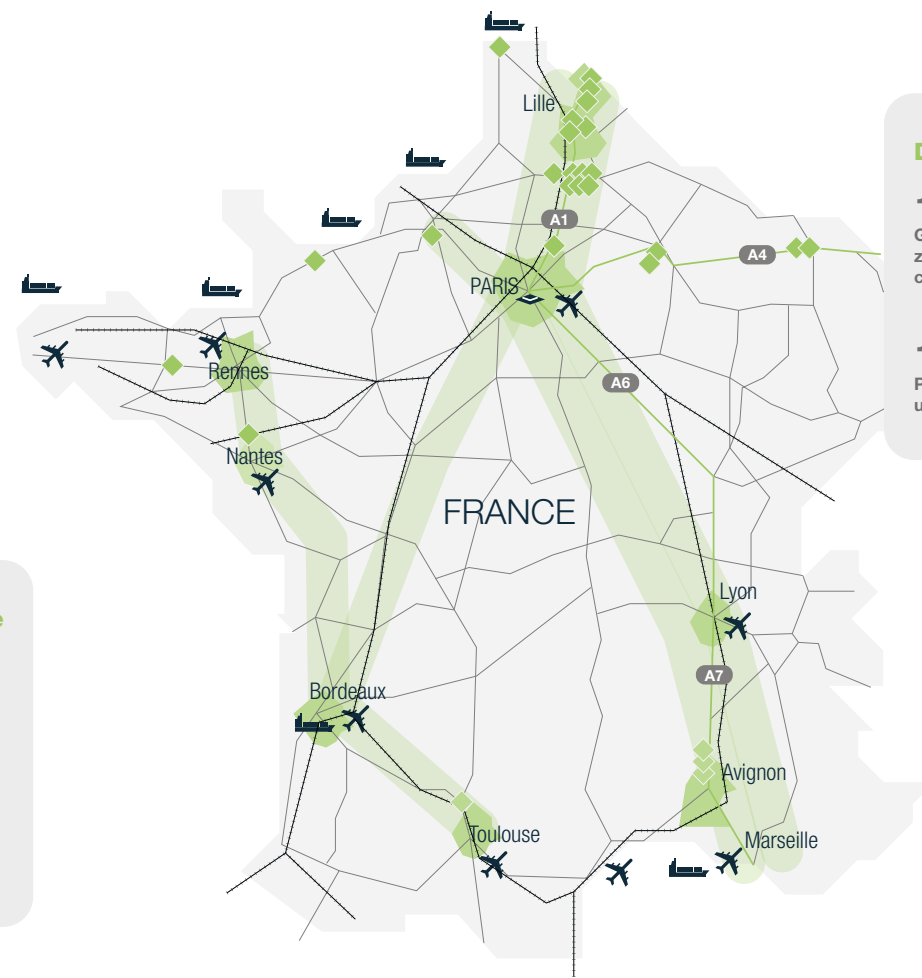 Lille
A1
A4
PARIS
Rennes
A6
Nantes
FRANCE
Lyon
A7
Bordeaux
Avignon
Toulouse
Marseille